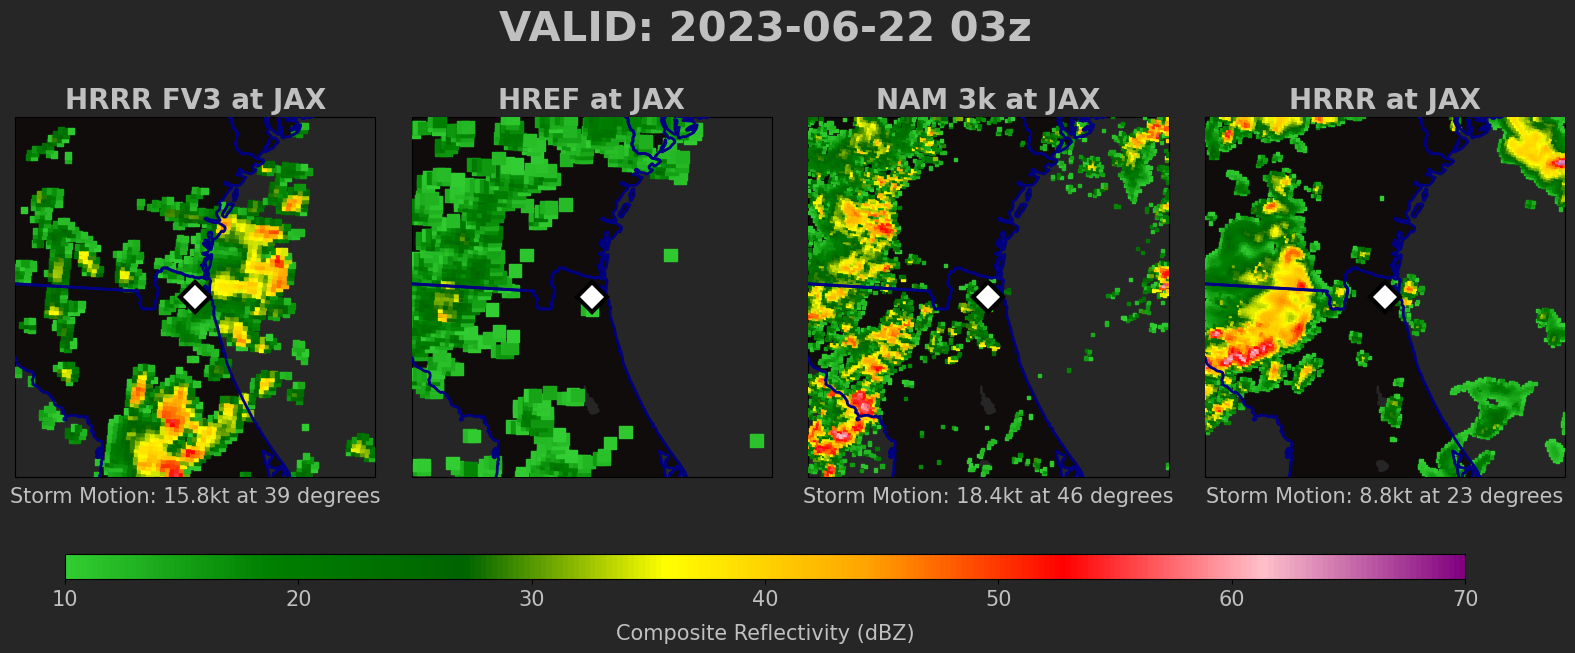 VALID: 2023-06-22 03z
HRRR FV3 at JAX
HREF at JAX
NAM 3k at JAX
HRRR at JAX
Storm Motion: 15.8kt at 39 degrees
Storm Motion: 18.4kt at 46 degrees
Storm Motion: 8.8kt at 23 degrees
10 20 30 40 50 60 70
Composite Reflectivity (dBZ)